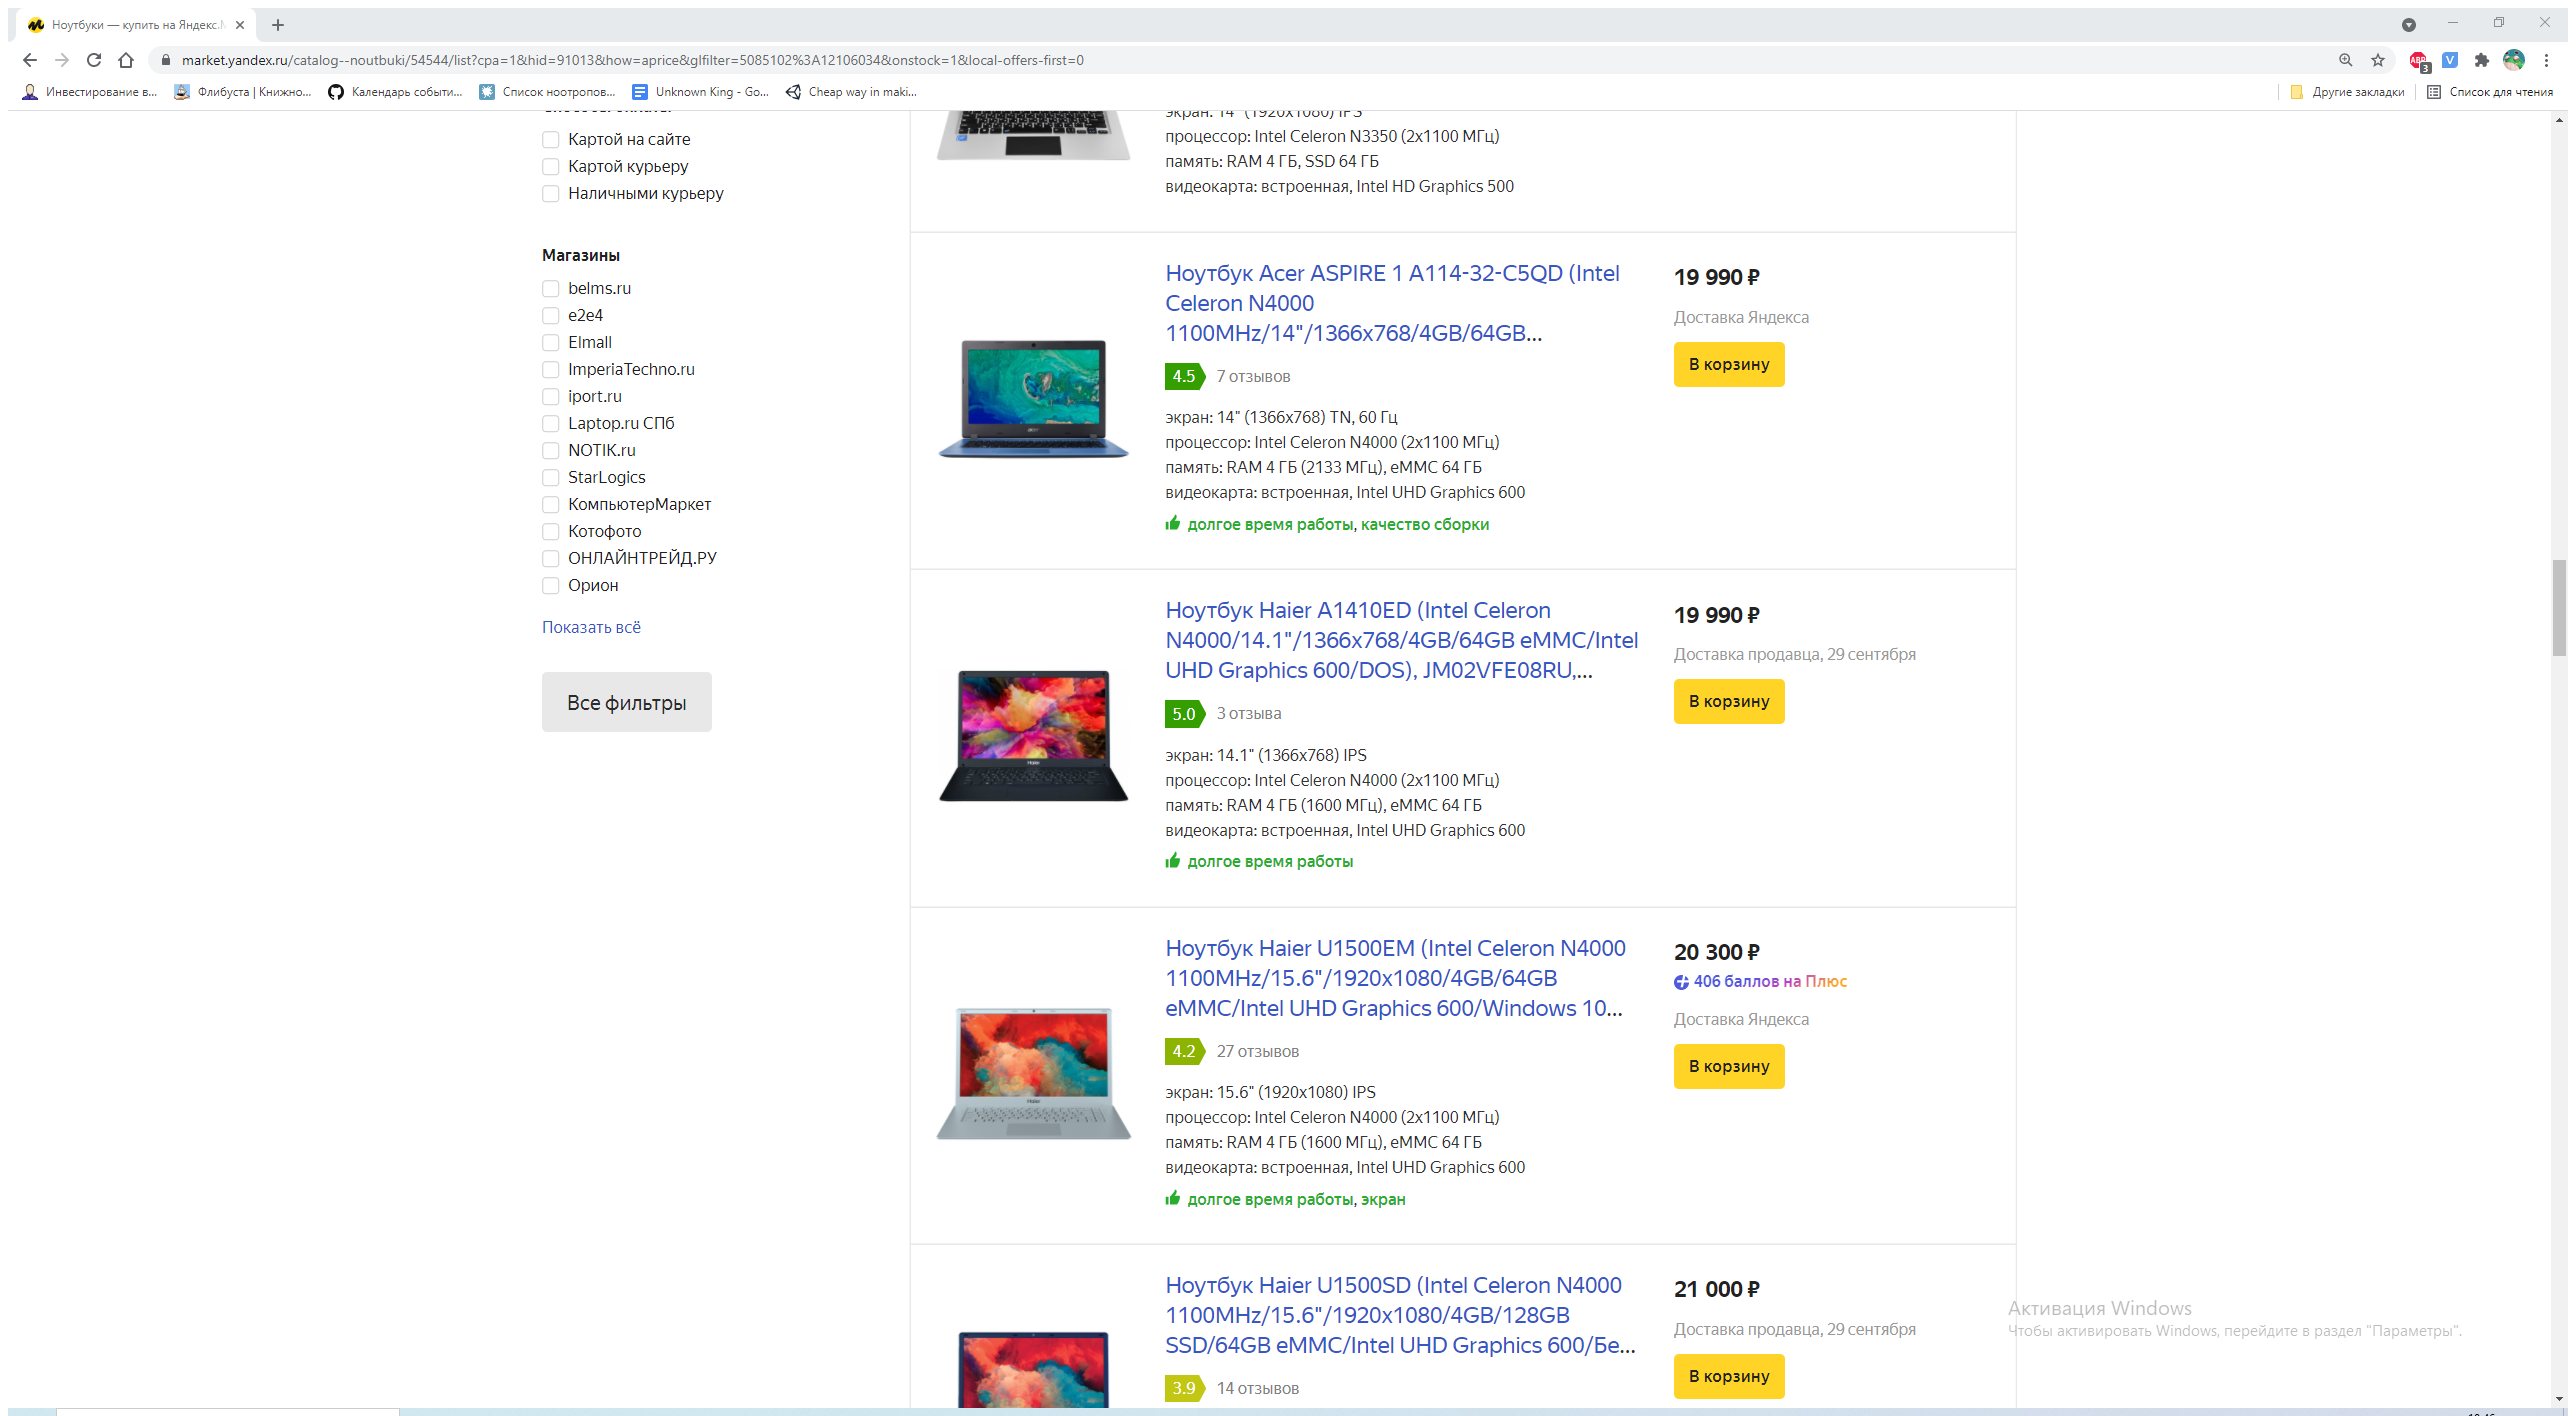 Ноутбуки — купить на Яндекс.М
market.yandex.ru/catalog--noutbuki/54544/list?cpa=1&hid=91013&how=aprice&glfilter=5085102%3A12106034&onstock=1&local-offers-first=0
ABP
3
V
Инвестирование в...
Флибуста | Книжно...
Календарь событи...
Список ноотропов...
Unknown King - Go...
Cheap way in maki...
Другие закладки
Список для чтения
Картой на сайте
Картой курьеру
Наличными курьеру
Магазины
belms.ru
e2e4
Elmall
ImperiaTechno.ru
iport.ru
Laptop.ru СПб
NOTIK.ru
StarLogics
КомпьютерМаркет
Котофото
ОНЛАЙНТРЕЙД.РУ
Орион
Показать всё
Все фильтры
экран: 14" (1920x1080) IPS
процессор: Intel Celeron N3350 (2x1100 МГц)
память: RAM 4 ГБ, SSD 64 ГБ
видеокарта: встроенная, Intel HD Graphics 500
Ноутбук Acer ASPIRE 1 A114-32-C5QD (Intel
Celeron N4000
1100MHz/14"/1366x768/4GB/64GB...
4.5 7 отзывов
экран: 14" (1366x768) TN, 60 Гц
процессор: Intel Celeron N4000 (2x1100 МГц)
память: RAM 4 ГБ (2133 МГц), eMMC 64 ГБ
видеокарта: встроенная, Intel UHD Graphics 600
долгое время работы, качество сборки
19 990 ₽
Доставка Яндекса
В корзину
Ноутбук Haier A1410ED (Intel Celeron
N4000/14.1"/1366x768/4GB/64GB eMMC/Intel
UHD Graphics 600/DOS), JM02VFE08RU,...
5.0 3 отзыва
экран: 14.1" (1366x768) IPS
процессор: Intel Celeron N4000 (2x1100 МГц)
память: RAM 4 ГБ (1600 МГц), eMMC 64 ГБ
видеокарта: встроенная, Intel UHD Graphics 600
долгое время работы
19 990 ₽
Доставка продавца, 29 сентября
В корзину
Ноутбук Haier U1500EM (Intel Celeron N4000
1100MHz/15.6"/1920x1080/4GB/64GB
eMMC/Intel UHD Graphics 600/Windows 10...
4.2 27 отзывов
экран: 15.6" (1920x1080) IPS
процессор: Intel Celeron N4000 (2x1100 МГц)
память: RAM 4 ГБ (1600 МГц), eMMC 64 ГБ
видеокарта: встроенная, Intel UHD Graphics 600
долгое время работы, экран
20 300 ₽
406 баллов на Плюс
Доставка Яндекса
В корзину
Ноутбук Haier U1500SD (Intel Celeron N4000
1100MHz/15.6"/1920x1080/4GB/128GB
SSD/64GB eMMC/Intel UHD Graphics 600/Бе...
3.9 14 отзывов
21 000 ₽
Доставка продавца, 29 сентября
В корзину
Активация Windows
Чтобы активировать Windows, перейдите в раздел "Параметры".